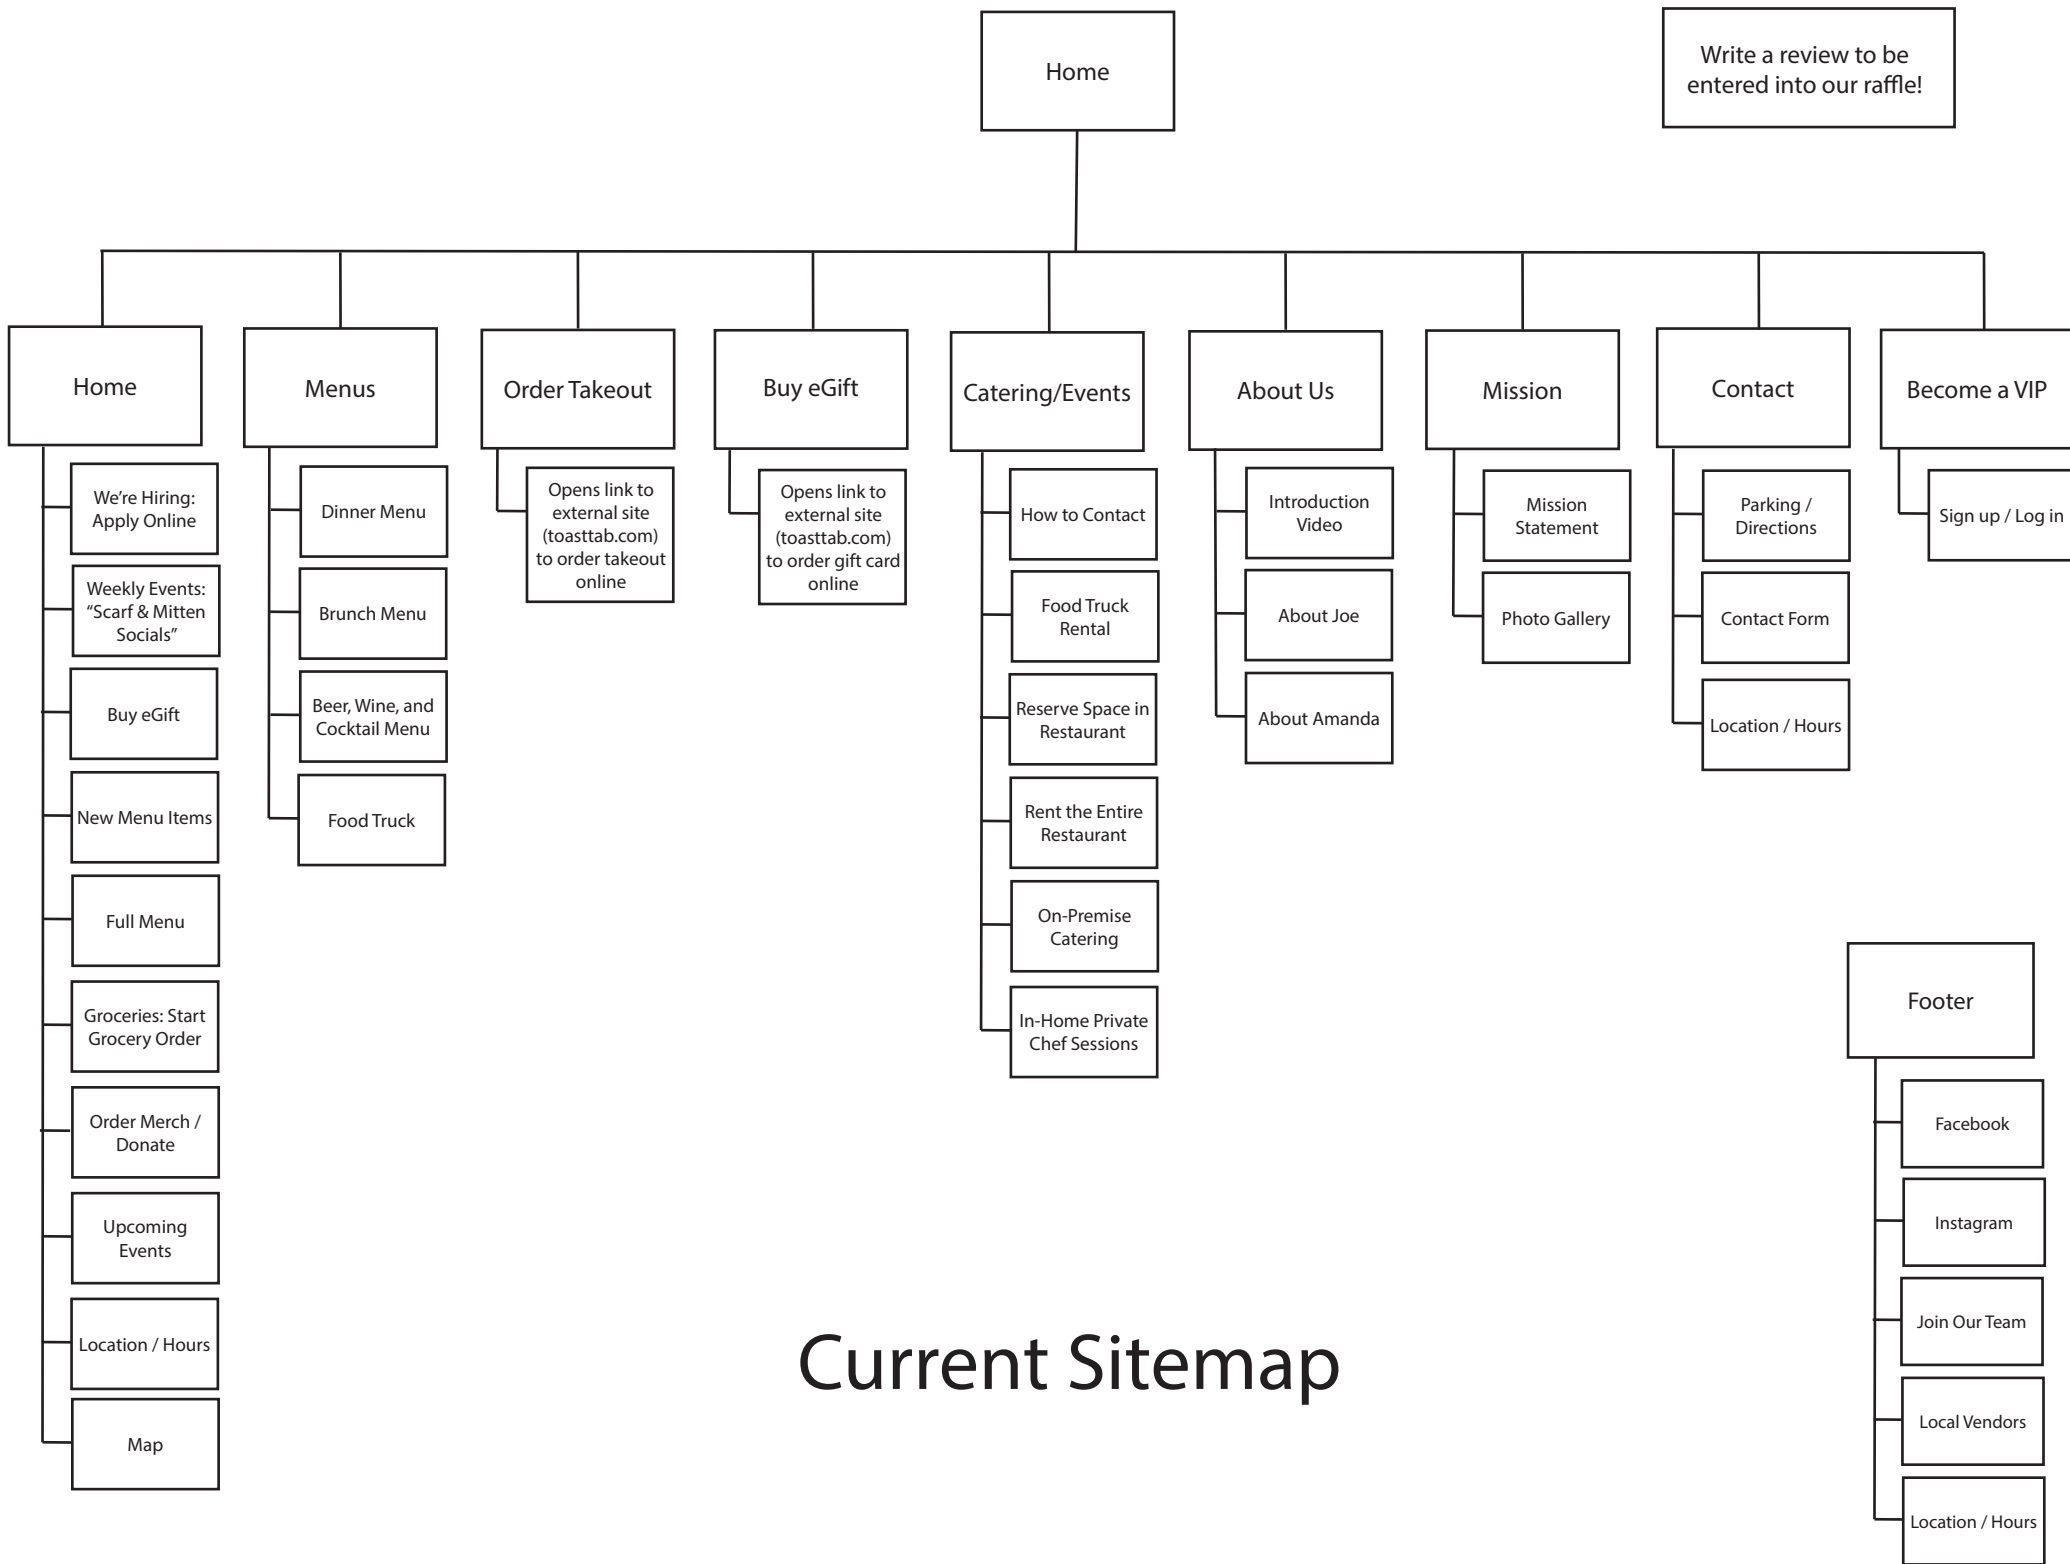 Home
Write a review to be
entered into our raffle!
Home
Menus
Order Takeout
Buy eGift
Catering/Events
About Us
Mission
Contact
Become a VIP
We’re Hiring:
Apply Online
Weekly Events:
“Scarf & Mitten
Socials”
Buy eGift
New Menu Items
Full Menu
Groceries: Start
Grocery Order
Order Merch /
Donate
Upcoming
Events
Location / Hours
Map
Dinner Menu
Brunch Menu
Beer, Wine, and
Cocktail Menu
Food Truck
Opens link to
external site
(toasttab.com)
to order takeout
online
Opens link to
external site
(toasttab.com)
to order gift card
online
How to Contact
Food Truck
Rental
Reserve Space in
Restaurant
Rent the Entire
Restaurant
On-Premise
Catering
In-Home Private
Chef Sessions
Introduction
Video
About Joe
About Amanda
Mission
Statement
Photo Gallery
Parking /
Directions
Contact Form
Location / Hours
Sign up / Log in
Footer
Facebook
Instagram
Join Our Team
Local Vendors
Location / Hours
Current Sitemap